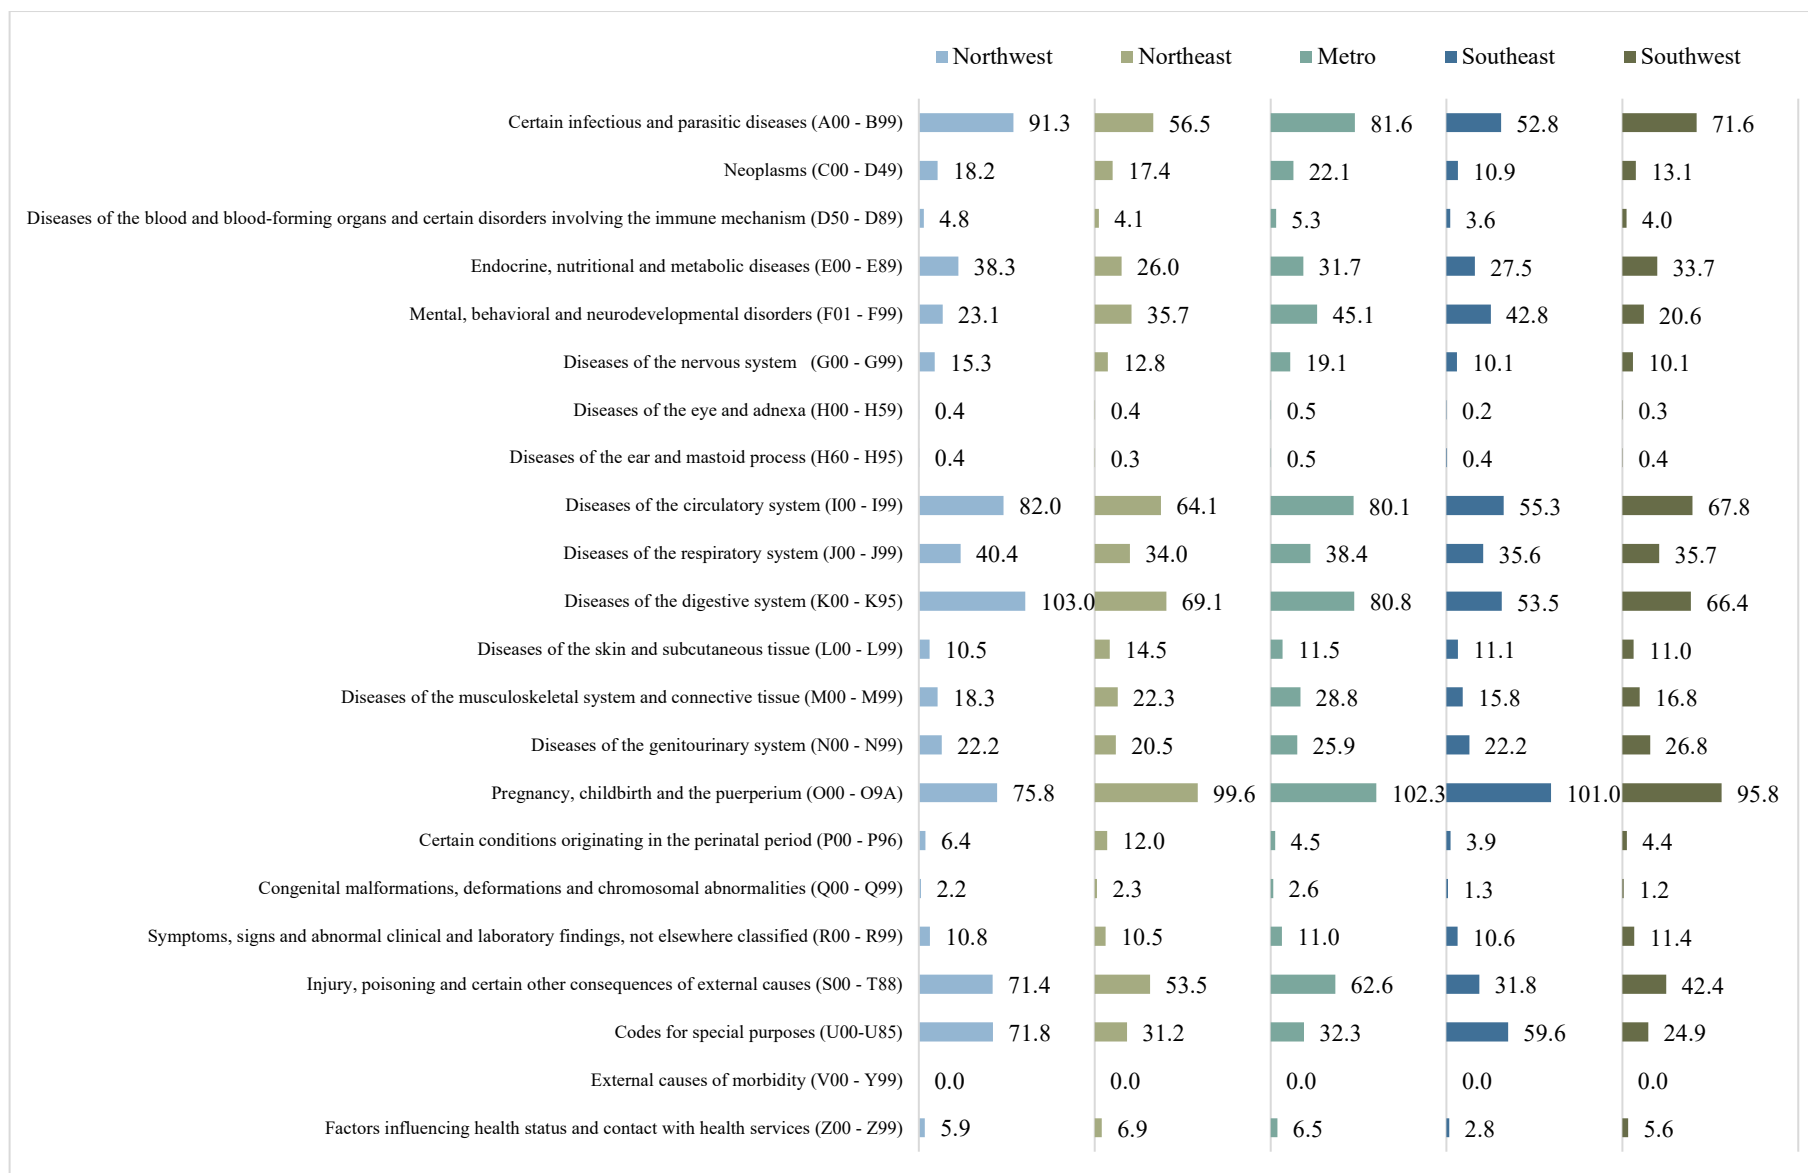 Northwest Northeast Metro Southeast Southwest
Certain infectious and parasitic diseases (A00 - B99) 91.3 56.5 81.6 52.8 71.6
Neoplasms (C00 - D49) 18.2 17.4 22.1 10.9 13.1
Diseases of the blood and blood-forming organs and certain disorders involving the immune mechanism (D50 - D89) 4.8 4.1 5.3 3.6 4.0
Endocrine, nutritional and metabolic diseases (E00 - E89) 38.3 26.0 31.7 27.5 33.7
Mental, behavioral and neurodevelopmental disorders (F01 - F99) 23.1 35.7 45.1 42.8 20.6
Diseases of the nervous system (G00 - G99) 15.3 12.8 19.1 10.1 10.1
Diseases of the eye and adnexa (H00 - H59) 0.4 0.4 0.5 0.2 0.3
Diseases of the ear and mastoid process (H60 - H95) 0.4 0.3 0.5 0.4 0.4
Diseases of the circulatory system (I00 - I99) 82.0 64.1 80.1 55.3 67.8
Diseases of the respiratory system (J00 - J99) 40.4 34.0 38.4 35.6 35.7
Diseases of the digestive system (K00 - K95) 103.0 69.1 80.8 53.5 66.4
Diseases of the skin and subcutaneous tissue (L00 - L99) 10.5 14.5 11.5 11.1 11.0
Diseases of the musculoskeletal system and connective tissue (M00 - M99) 18.3 22.3 28.8 15.8 16.8
Diseases of the genitourinary system (N00 - N99) 22.2 20.5 25.9 22.2 26.8
Pregnancy, childbirth and the puerperium (O00 - O9A) 75.8 99.6 102.3 101.0 95.8
Certain conditions originating in the perinatal period (P00 - P96) 6.4 12.0 4.5 3.9 4.4
Congenital malformations, deformations and chromosomal abnormalities (Q00 - Q99) 2.2 2.3 2.6 1.3 1.2
Symptoms, signs and abnormal clinical and laboratory findings, not elsewhere classified (R00 - R99) 10.8 10.5 11.0 10.6 11.4
Injury, poisoning and certain other consequences of external causes (S00 - T88) 71.4 53.5 62.6 31.8 42.4
Codes for special purposes (U00-U85) 71.8 31.2 32.3 59.6 24.9
External causes of morbidity (V00 - Y99) 0.0 0.0 0.0 0.0 0.0
Factors influencing health status and contact with health services (Z00 - Z99) 5.9 6.9 6.5 2.8 5.6